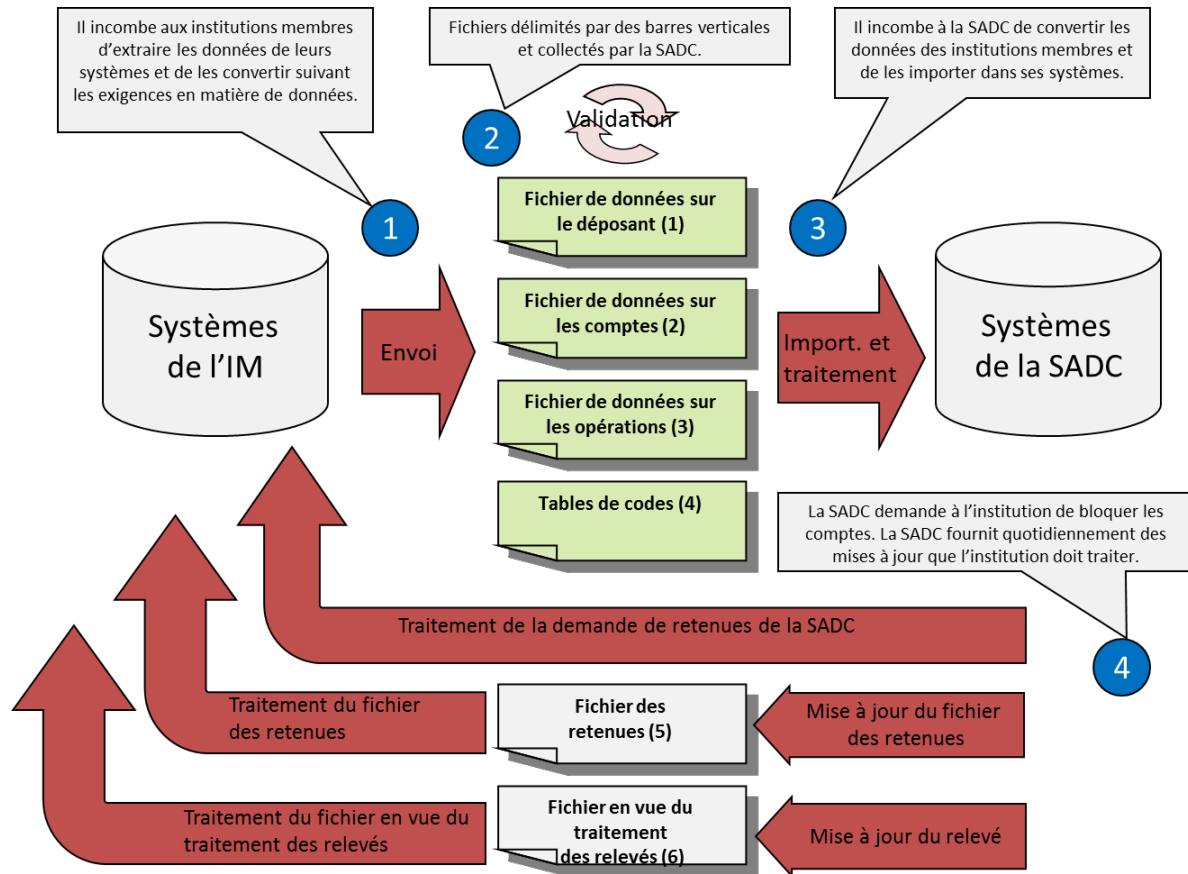 Il incombe aux institutions membres
d’extraire les données de leurs
systèmes et de les convertir suivant
les exigences en matière de données.
Fichiers délimités par des barres verticales
et collectés par la SADC.
Il incombe à la SADC de convertir les
données des institutions membres et
de les importer dans ses systèmes.
2
Validation
1
3
Fichier de données sur
le déposant (1)
Systèmes
de l’IM
Envoi
Fichier de données sur
les comptes (2)
Import. et
traitement
Systèmes
de la SADC
Fichier de données sur
les opérations (3)
Tables de codes (4)
La SADC demande à l’institution de bloquer les
comptes. La SADC fournit quotidiennement des
mises à jour que l’institution doit traiter.
4
Traitement de la demande de retenues de la SADC
Traitement du fichier
des retenues
Fichier des
retenues (5)
Mise à jour du fichier
des retenues
Traitement du fichier en vue du
traitement des relevés
Fichier en vue du
traitement
des relevés (6)
Mise à jour du relevé